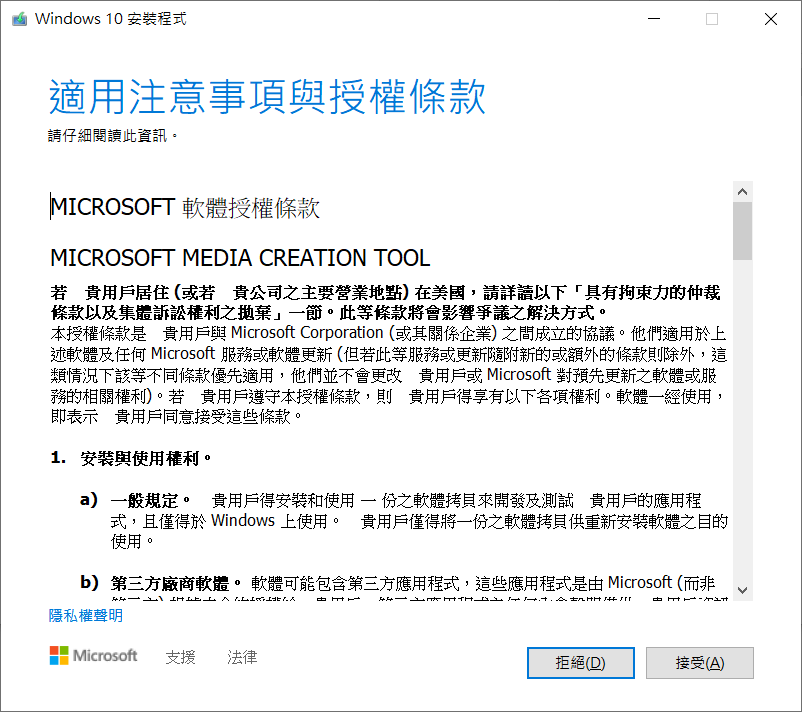 Windows 10 安裝程式
適用注意事項與授權條款
請仔細閱讀此資訊。
MICROSOFT 軟體授權條款
MICROSOFT MEDIA CREATION TOOL
若　貴用戶居住 (或若　貴公司之主要營業地點) 在美國，請詳讀以下「具有拘束力的仲裁
條款以及集體訴訟權利之拋棄」一節。此等條款將會影響爭議之解決方式。
本授權條款是　貴用戶與 Microsoft Corporation (或其關係企業) 之間成立的協議。他們適用於上
述軟體及任何 Microsoft 服務或軟體更新 (但若此等服務或更新隨附新的或額外的條款則除外，這
類情況下該等不同條款優先適用，他們並不會更改　貴用戶或 Microsoft 對預先更新之軟體或服
務的相關權利)。若　貴用戶遵守本授權條款，則　貴用戶得享有以下各項權利。軟體一經使用，
即表示　貴用戶同意接受這些條款。
1. 安裝與使用權利。
a) 一般規定。　貴用戶得安裝和使用 一 份之軟體拷貝來開發及測試　貴用戶的應用程
式，且僅得於 Windows 上使用。　貴用戶僅得將一份之軟體拷貝供重新安裝軟體之目的
使用。
b) 第三方廠商軟體。 軟體可能包含第三方應用程式，這些應用程式是由 Microsoft (而非
隱私權聲明
Microsoft 支援 法律
拒絕(D) 接受(A)